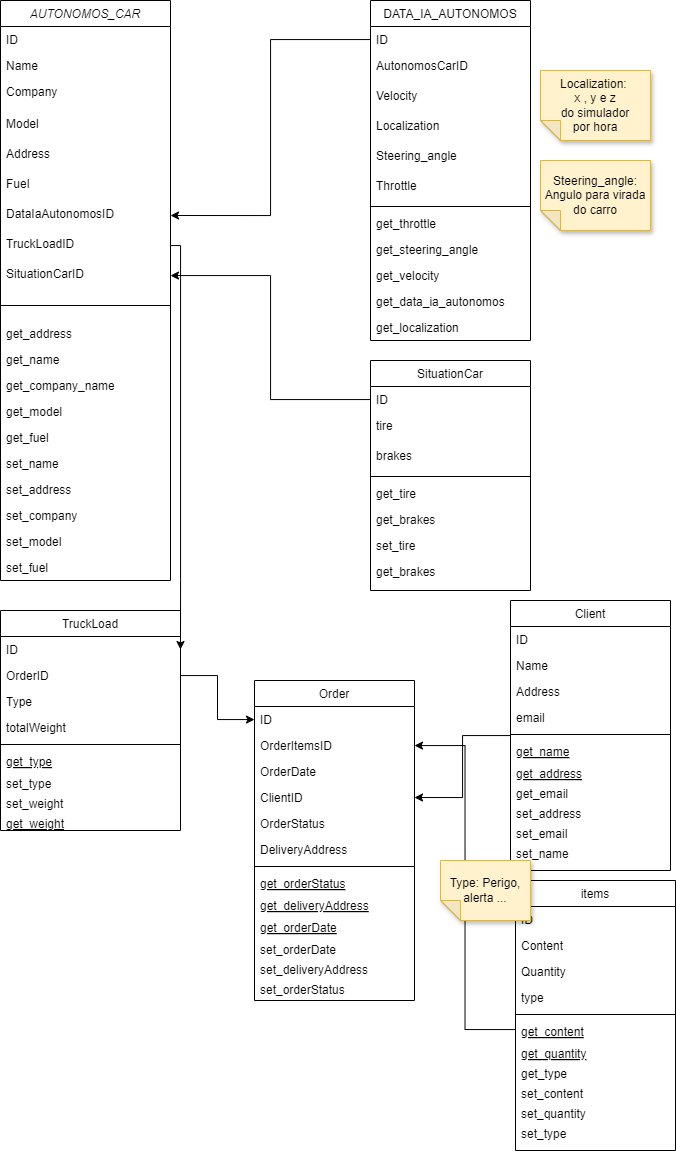 AUTONOMOS_CAR
ID
Name
Company
Model
Address
Fuel
DataIaAutonomosID
TruckLoadID
SituationCarID
get_address
get_name
get_company_name
get_model
get_fuel
set_name
set_address
set_company
set_model
set_fuel
DATA_IA_AUTONOMOS
ID
AutonomosCarID
Velocity
Localization
Steering_angle
Throttle
get_throttle
get_steering_angle
get_velocity
get_data_ia_autonomos
get_localization
Localization:
x , y e z
do simulador
por hora
Steering_angle:
Angulo para virada
do carro
SituationCar
ID
tire
brakes
get_tire
get_brakes
set_tire
get_brakes
TruckLoad
ID
OrderID
Type
totalWeight
get_type
set_type
set_weight
get_weight
Order
ID
OrderItemsID
OrderDate
ClientID
OrderStatus
DeliveryAddress
get_orderStatus
get_deliveryAddress
get_orderDate
set_orderDate
set_deliveryAddress
set_orderStatus
Client
ID
Name
Address
email
get_name
get_address
get_email
set_address
set_email
set_name
Type: Perigo,
alerta ...
items
ID
Content
Quantity
type
get_content
get_quantity
get_type
set_content
set_quantity
set_type